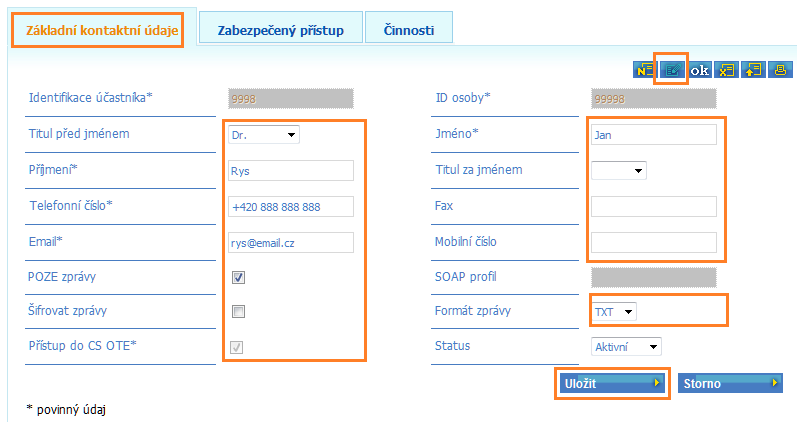 Základní kontaktní údaje Zabezpečený přístup Činnosti
N ok X
Identifikace účastníka* 9998 ID osoby* 99998
Titul před jménem Dr. Jméno* Jan
Příjmení* Rys Titul za jménem
Telefonní číslo* +420 888 888 888 Fax
Email* rys@email.cz Mobilní číslo
POZE zprávy SOAP profil
Šifrovat zprávy Formát zprávy TXT
Přístup do CS OTE* Status Aktivní
Uložit Storno
* povinný údaj